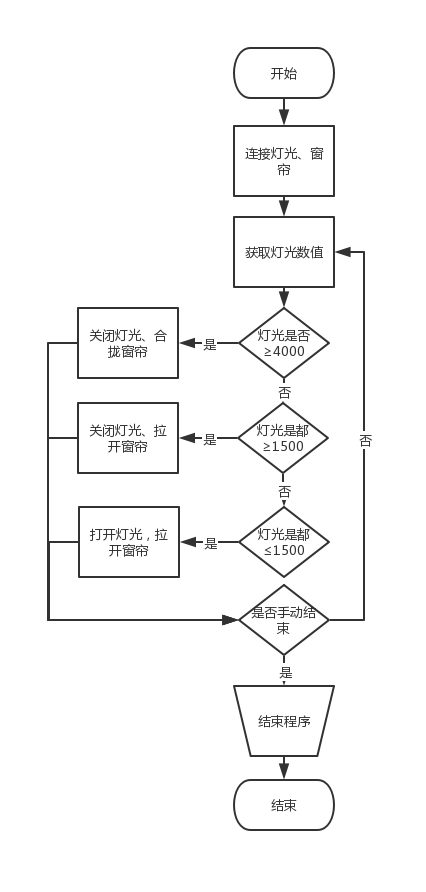 开始
连接灯光、窗
帘
获取灯光数值
灯光是否
≥4000
是
关闭灯光、合
拢窗帘
否
灯光是都
≥1500
是
关闭灯光、拉
开窗帘
否
否
灯光是都
≤1500
是
打开灯光，拉
开窗帘
是否手动结
束
是
结束程序
结束